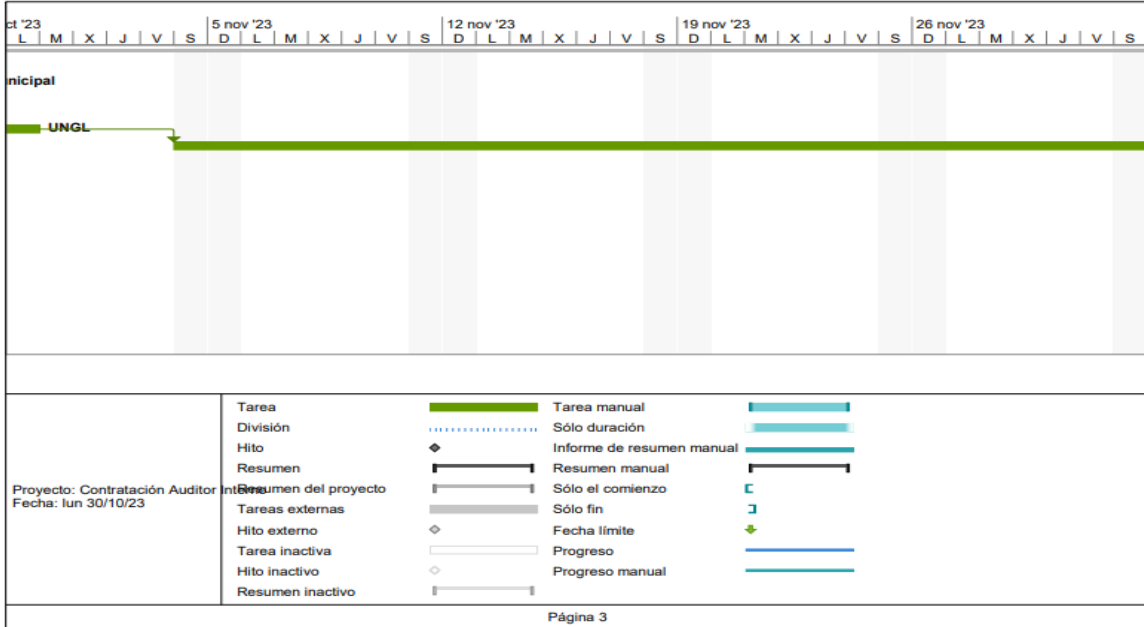 ct '23 5 nov '23 12 nov '23 19 nov '23 26 nov '23
L M X J V S D L M X J V S D L M X J V S D L M X J V S D L M X J V S
nicipal
UNGL
Tarea
División
Hito
Resumen
Resumen del proyecto
Tareas externas
Hito externo
Tarea inactiva
Hito inactivo
Resumen inactivo
Tarea manual
Sólo duración
Informe de resumen manual
Resumen manual
Sólo el comienzo
Sólo fin
Fecha límite
Progreso
Progreso manual
Proyecto: Contratación Auditor Interno
Fecha: lun 30/10/23
Página 3